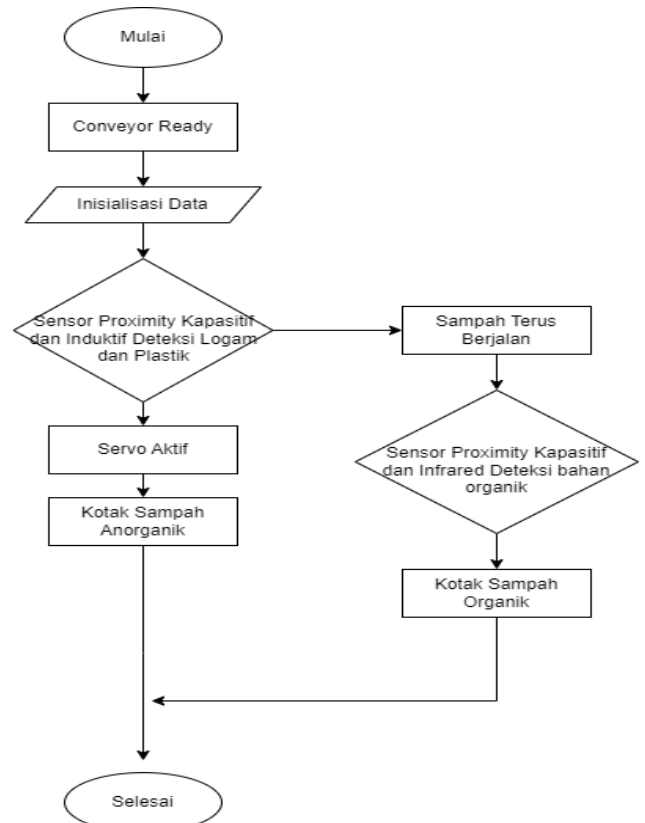 Mulai
Conveyor Ready
Inisialisasi Data
Sensor Proximity Kapasitif
dan Induktif Deteksi Logam
dan Plastik
Sampah Terus
Berjalan
Servo Aktif
Sensor Proximity Kapasitif
dan Infrared Deteksi bahan
organik
Kotak Sampah
Anorganik
Kotak Sampah
Organik
Selesai